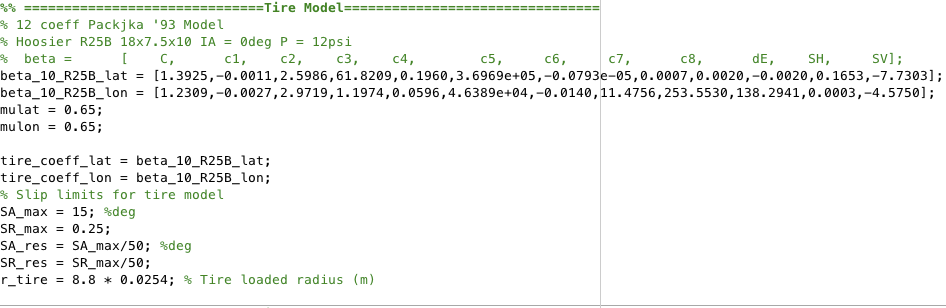 %% ==============================Tire Model================================
% 12 coeff Packjka '93 Model
% Hoosier R25B 18x7.5x10 IA = 0deg P = 12psi
% beta = [ C, c1, c2, c3, c4, c5, c6, c7, c8, dE, SH, SV];
beta_10_R25B_lat = [1.3925,-0.0011,2.5986,61.8209,0.1960,3.6969e+05,-0.0793e-05,0.0007,0.0020,-0.0020,0.1653,-7.7303];
beta_10_R25B_lon = [1.2309,-0.0027,2.9719,1.1974,0.0596,4.6389e+04,-0.0140,11.4756,253.5530,138.2941,0.0003,-4.5750];
mulat = 0.65;
mulon = 0.65;
tire_coeff_lat = beta_10_R25B_lat;
tire_coeff_lon = beta_10_R25B_lon;
% Slip limits for tire model
SA_max = 15; %deg
SR_max = 0.25;
SA_res = SA_max/50; %deg
SR_res = SR_max/50;
r_tire = 8.8 * 0.0254; % Tire loaded radius (m)